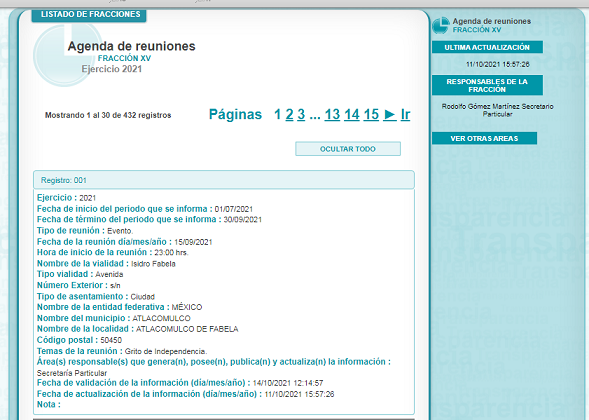 LISTADO DE FRACCIONES
Agenda de reuniones
FRACCIÓN XV
Ejercicio 2021
Mostrando 1 al 30 de 432 registros
Páginas 1 2 3 ... 13 14 15 ► Ir
OCULTAR TODO
Registro: 001
Ejercicio : 2021
Fecha de inicio del periodo que se informa : 01/07/2021
Fecha de término del periodo que se informa : 30/09/2021
Tipo de reunión : Evento.
Fecha de la reunión día/mes/año : 15/09/2021
Hora de inicio de la reunión : 23:00 hrs.
Nombre de la vialidad : Isidro Fabela
Tipo vialidad : Avenida
Número Exterior : s/n
Tipo de asentamiento : Ciudad
Nombre de la entidad federativa : MÉXICO
Nombre del municipio : ATLACOMULCO
Nombre de la localidad : ATLACOMULCO DE FABELA
Código postal : 50450
Temas de la reunión : Grito de Independencia.
Área(s) responsable(s) que genera(n), posee(n), publica(n) y actualiza(n) la información :
Secretaría Particular
Fecha de validación de la información (día/mes/año) : 14/10/2021 12:14:57
Fecha de actualización de la información (día/mes/año) : 11/10/2021 15:57:26
Nota :
Agenda de reuniones
FRACCIÓN XV
ULTIMA ACTUALIZACIÓN
11/10/2021 15:57:26
RESPONSABLES DE LA
FRACCIÓN
Rodolfo Gómez Martínez Secretario
Particular
VER OTRAS AREAS